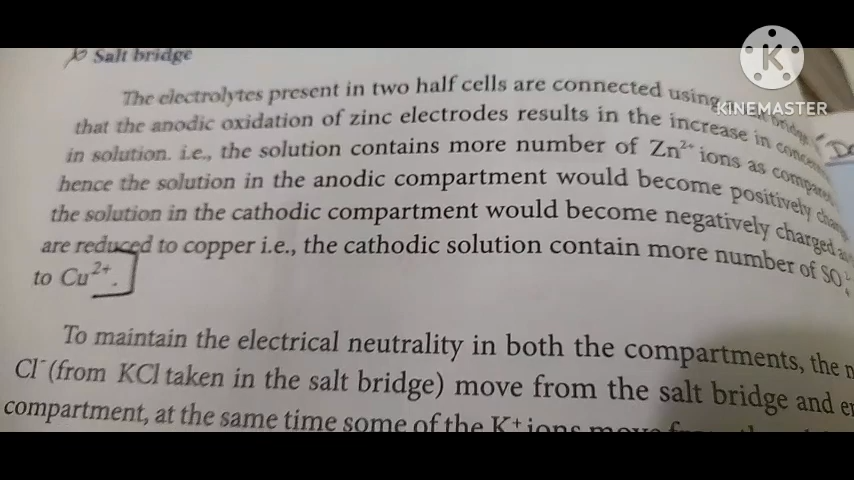 Salt bridge
The electrolytes present in two half cells are connected using bridge
that the anodic oxidation of zinc electrodes results in the increase in
in solution. i.e., the solution contains more number of Zn²⁺ ions as
hence the solution in the anodic compartment would become positively
the solution in the cathodic compartment would become negatively charged
are reduced to copper i.e., the cathodic solution contain more number of SO
to Cu²⁺.
To maintain the electrical neutrality in both the compartments, the
Cl⁻ (from KCl taken in the salt bridge) move from the salt bridge and
compartment, at the same time some of the K⁺ ions move
K
KINEMASTER